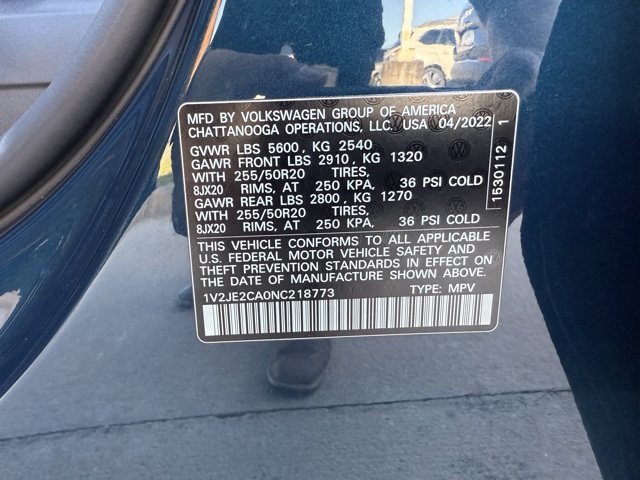 MFD BY VOLKSWAGEN GROUP OF AMERICA
CHATTANOOGA OPERATIONS, LLC. USA 04/2022
GVWR LBS 5600, KG 2540
GAWR FRONT LBS 2910, KG 1320
WITH 255/50R20 TIRES,
8JX20 RIMS, AT 250 KPA, 36 PSI COLD
GAWR REAR LBS 2800, KG 1270
WITH 255/50R20 TIRES,
8JX20 RIMS, AT 250 KPA, 36 PSI COLD
THIS VEHICLE CONFORMS TO ALL APPLICABLE
U.S. FEDERAL MOTOR VEHICLE SAFETY AND
THEFT PREVENTION STANDARDS IN EFFECT ON
THE DATE OF MANUFACTURE SHOWN ABOVE.
1V2JE2CA0NC218773 TYPE: MPV
1530112 1